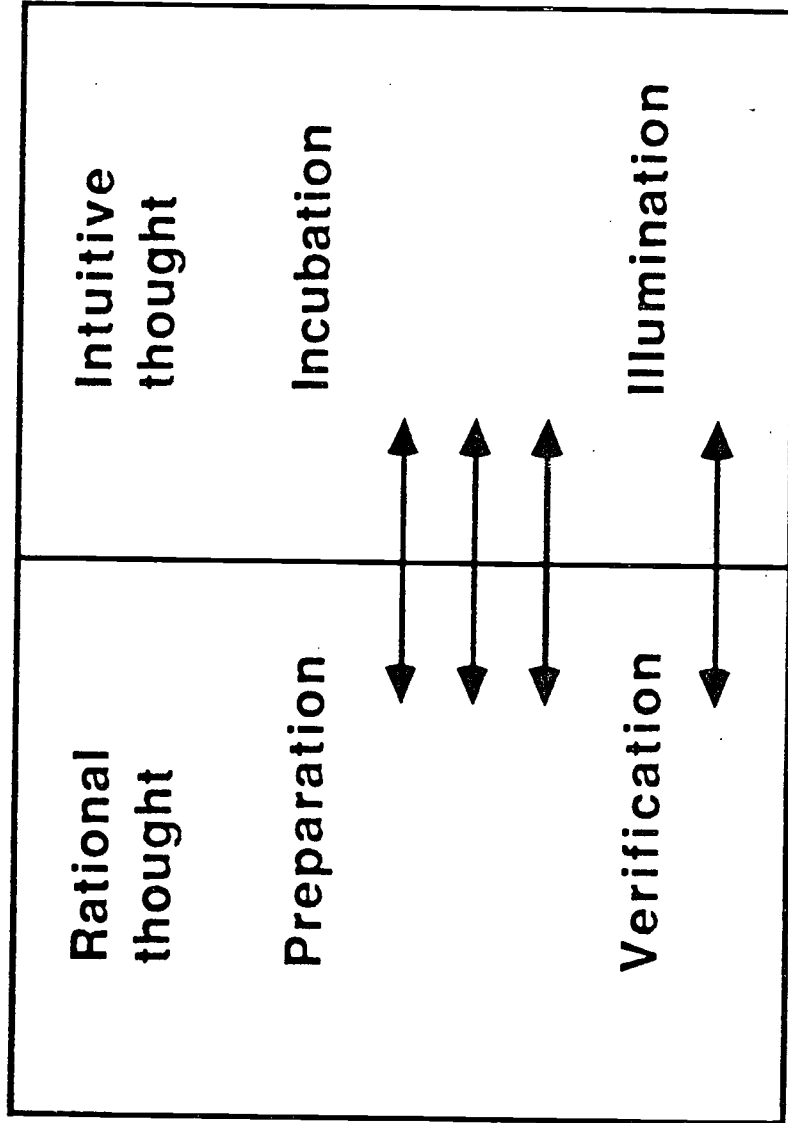 Rational
thought
Intuitive
thought
Preparation
Incubation
Verification
Illumination